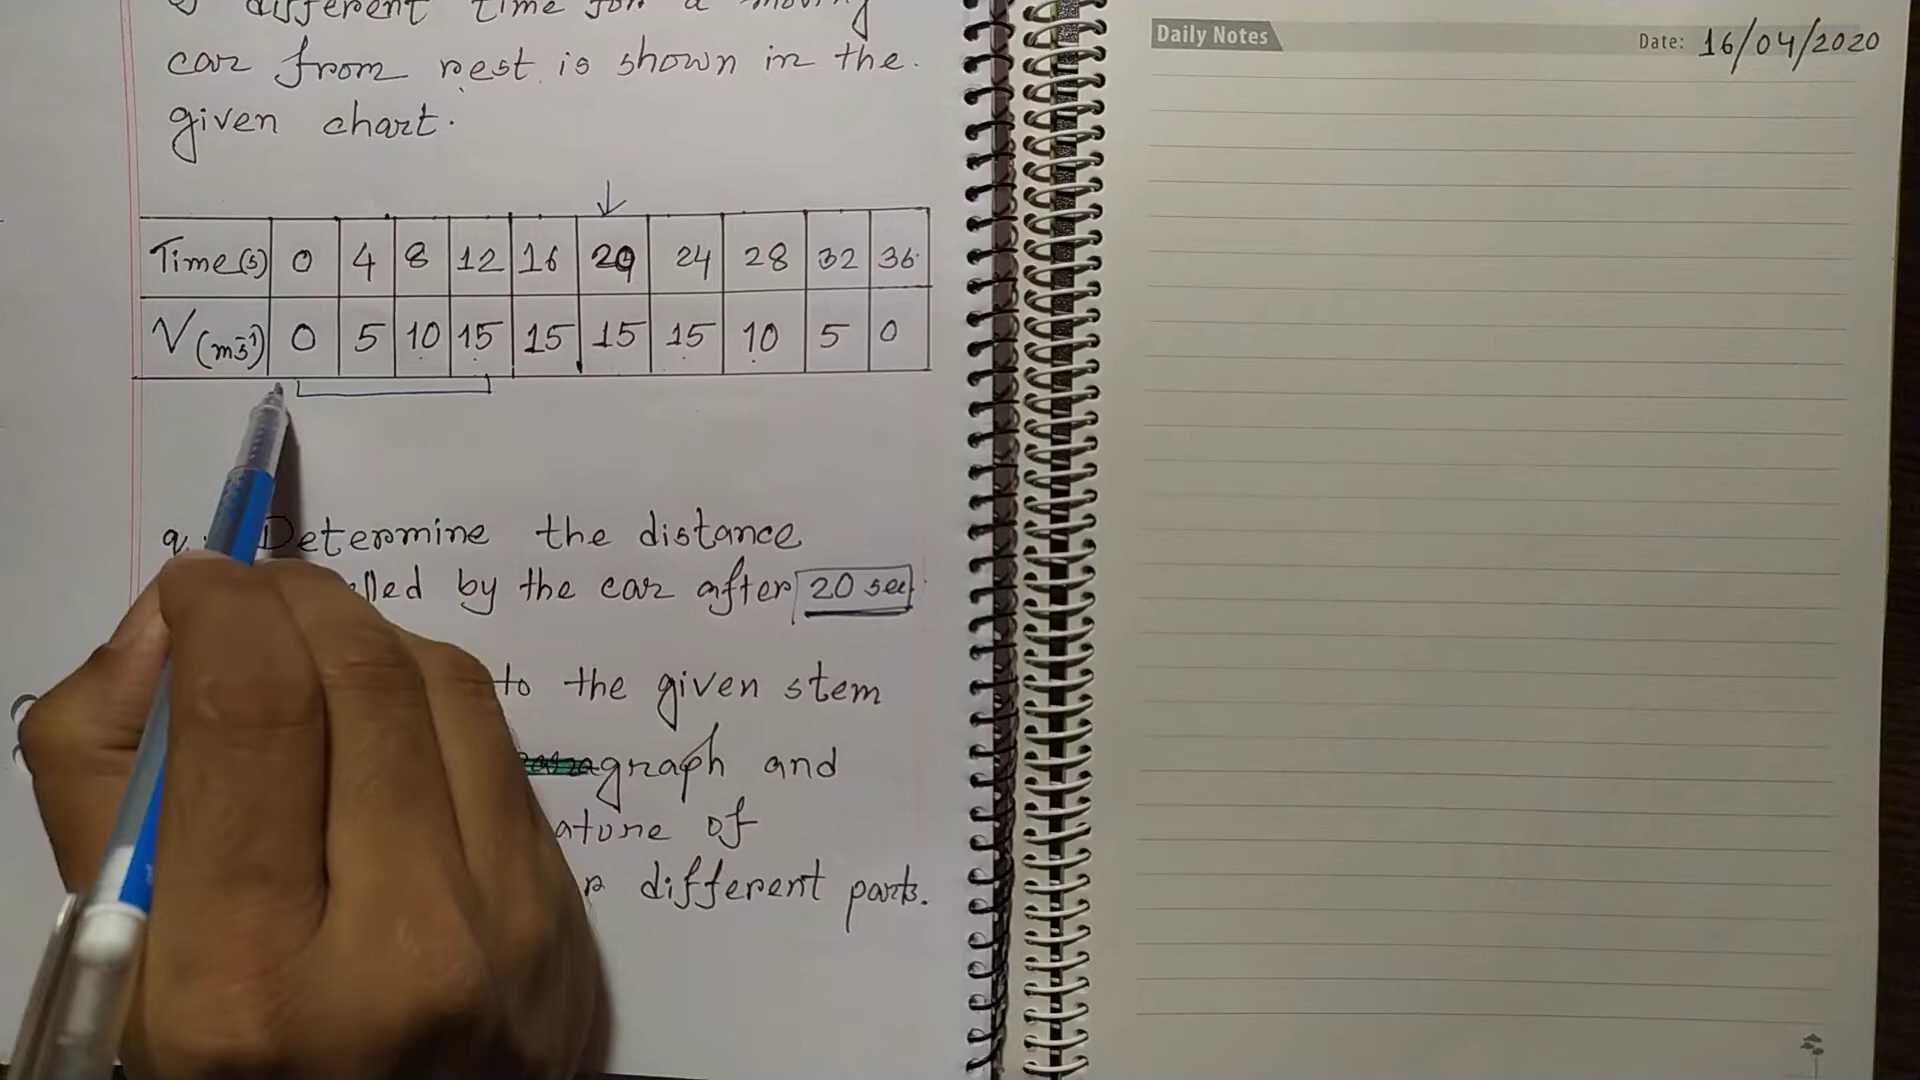 different time for a moving
car from rest is shown in the
given chart.
Time(s) 0 4 8 12 16 20 24 28 32 36
V(ms⁻¹) 0 5 10 15 15 15 15 10 5 0
a. Determine the distance
by the car after 20 sec
to the given stem
graph and
of
different parts.
Daily Notes
Date: 16/04/2020